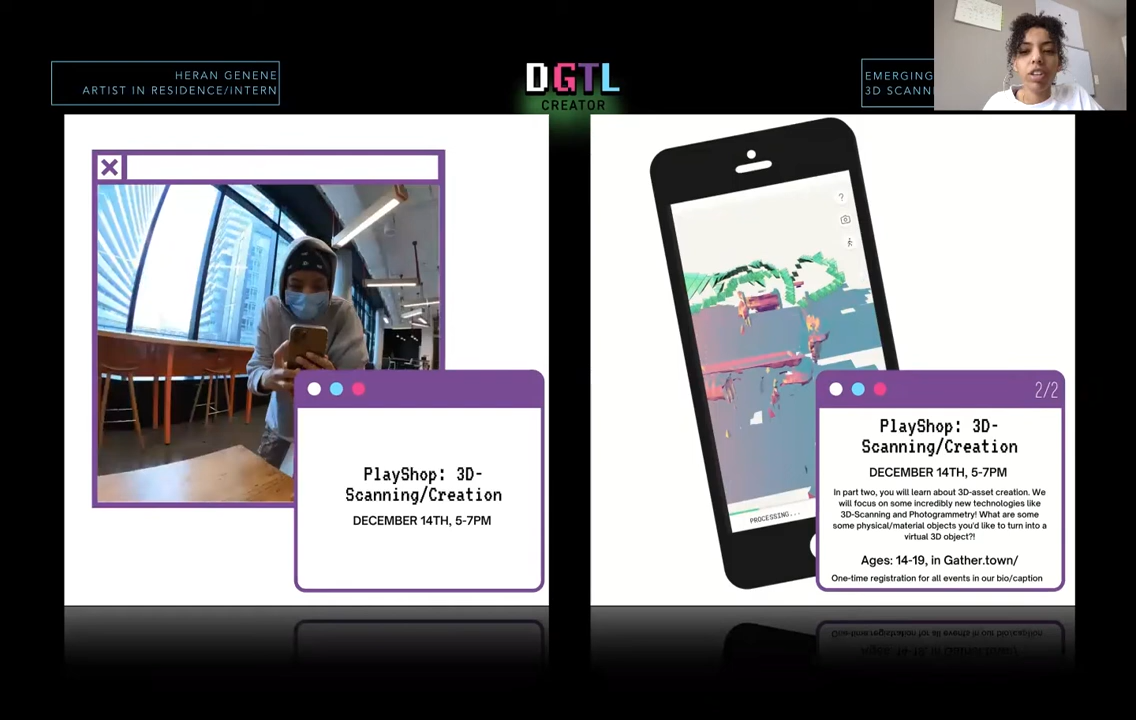 HERAN GENENE
ARTIST IN RESIDENCE/INTERN
DGTL
CREATOR
EMERGING
3D
PlayShop: 3D-
Scanning/Creation
DECEMBER 14TH, 5-7PM
?
PROCESSING...
2/2
PlayShop: 3D-
Scanning/Creation
DECEMBER 14TH, 5-7PM
In part two, you will learn about 3D-asset creation. We
will focus on some incredibly new technologies like
3D-Scanning and Photogrammetry! What are some
some physical/material objects you'd like to turn into a
virtual 3D object?!
Ages: 14-19, in Gather.town/
One-time registration for all events in our bio/caption